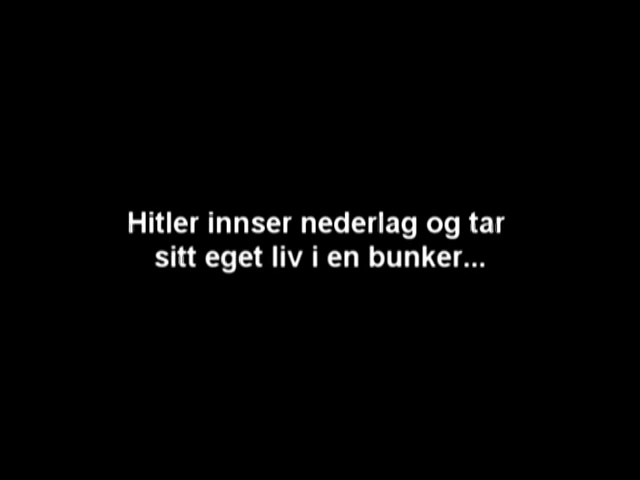 Hitler innser nederlag og tar
sitt eget liv i en bunker...